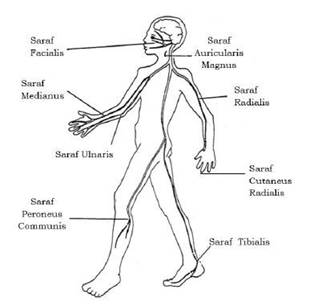 Saraf
Facialis
Saraf
Auricularis
Magnus
Saraf
Medianus
Saraf
Radialis
Saraf Ulnaris
Saraf
Cutaneus
Radialis
Saraf
Peroneus
Communis
Saraf Tibialis